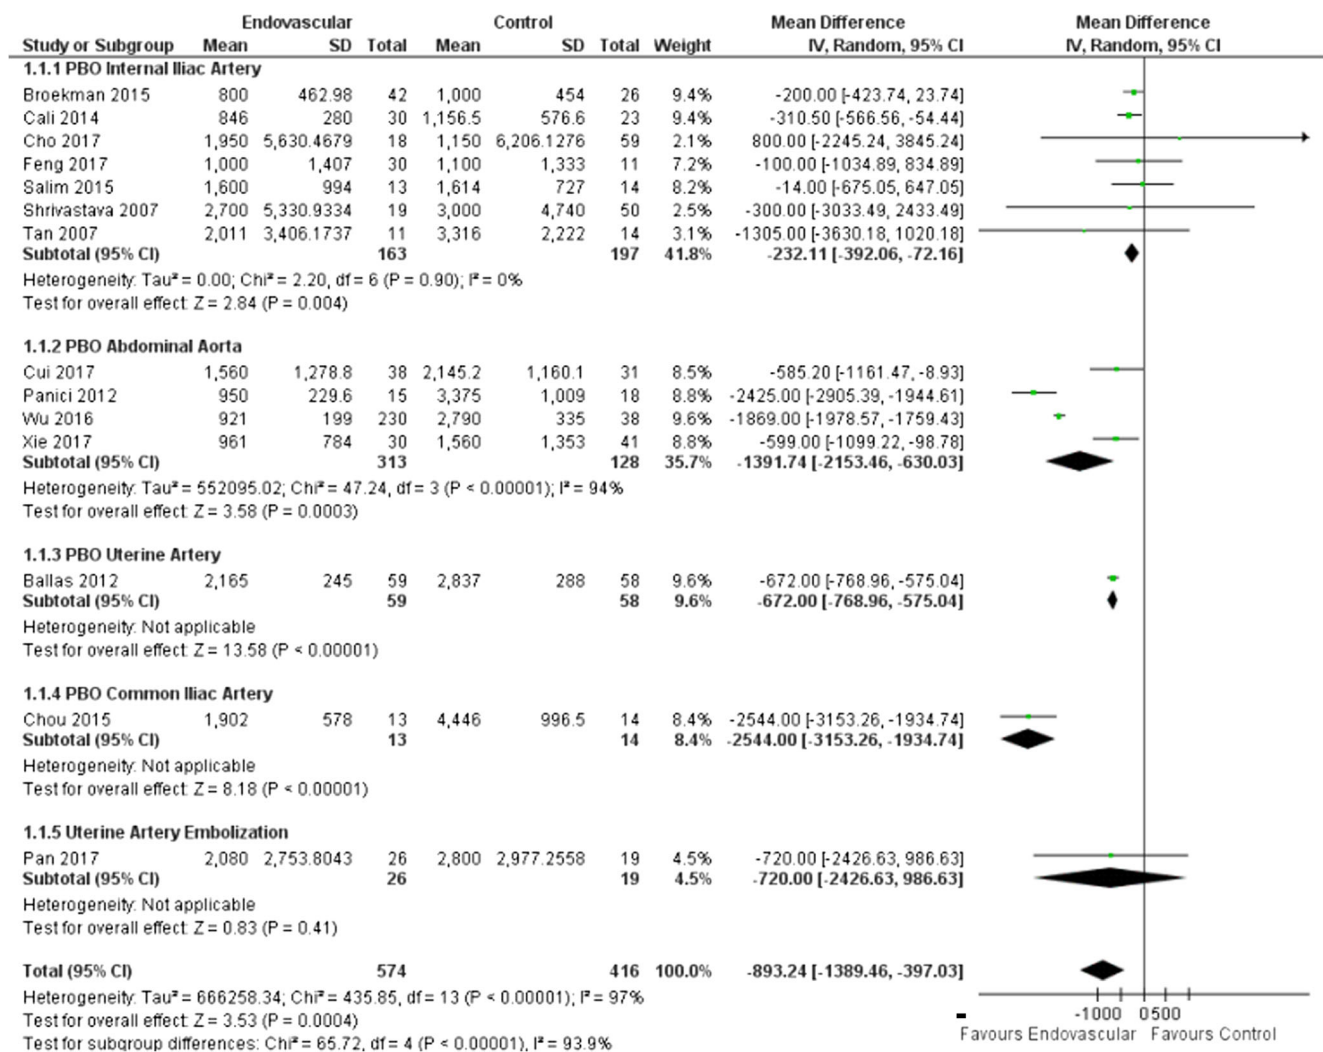 Endovascular Control Mean Difference Mean Difference
Study or Subgroup Mean SD Total Mean SD Total Weight IV, Random, 95% CI IV, Random, 95% CI
1.1.1 PBO Internal Iliac Artery
Broekman 2015 800 462.98 42 1,000 454 26 9.4% -200.00 [-423.74, 23.74]
Cali 2014 846 280 30 1,156.5 576.6 23 9.4% -310.50 [-566.56, -54.44]
Cho 2017 1,950 5,630.4679 18 1,150 6,206.1276 59 2.1% 800.00 [-2245.24, 3845.24]
Feng 2017 1,000 1,407 30 1,100 1,333 11 7.2% -100.00 [-1034.89, 834.89]
Salim 2015 1,600 994 13 1,614 727 14 8.2% -14.00 [-675.05, 647.05]
Shrivastava 2007 2,700 5,330.9334 19 3,000 4,740 50 2.5% -300.00 [-3033.49, 2433.49]
Tan 2007 2,011 3,406.1737 11 3,316 2,222 14 3.1% -1305.00 [-3630.18, 1020.18]
Subtotal (95% CI) 163 197 41.8% -232.11 [-392.06, -72.16]
Heterogeneity: Tau² = 0.00; Chi² = 2.20, df = 6 (P = 0.90); I² = 0%
Test for overall effect: Z = 2.84 (P = 0.004)
1.1.2 PBO Abdominal Aorta
Cui 2017 1,560 1,278.8 38 2,145.2 1,160.1 31 8.5% -585.20 [-1161.47, -8.93]
Panici 2012 950 229.6 15 3,375 1,009 18 8.8% -2425.00 [-2905.39, -1944.61]
Wu 2016 921 199 230 2,790 335 38 9.6% -1869.00 [-1978.57, -1759.43]
Xie 2017 961 784 30 1,560 1,353 41 8.8% -599.00 [-1099.22, -98.78]
Subtotal (95% CI) 313 128 35.7% -1391.74 [-2153.46, -630.03]
Heterogeneity: Tau² = 552095.02; Chi² = 47.24, df = 3 (P < 0.00001); I² = 94%
Test for overall effect: Z = 3.58 (P = 0.0003)
1.1.3 PBO Uterine Artery
Ballas 2012 2,165 245 59 2,837 288 58 9.6% -672.00 [-768.96, -575.04]
Subtotal (95% CI) 59 58 9.6% -672.00 [-768.96, -575.04]
Heterogeneity: Not applicable
Test for overall effect: Z = 13.58 (P < 0.00001)
1.1.4 PBO Common Iliac Artery
Chou 2015 1,902 578 13 4,446 996.5 14 8.4% -2544.00 [-3153.26, -1934.74]
Subtotal (95% CI) 13 14 8.4% -2544.00 [-3153.26, -1934.74]
Heterogeneity: Not applicable
Test for overall effect: Z = 8.18 (P < 0.00001)
1.1.5 Uterine Artery Embolization
Pan 2017 2,080 2,753.8043 26 2,800 2,977.2558 19 4.5% -720.00 [-2426.63, 986.63]
Subtotal (95% CI) 26 19 4.5% -720.00 [-2426.63, 986.63]
Heterogeneity: Not applicable
Test for overall effect: Z = 0.83 (P = 0.41)
Total (95% CI) 574 416 100.0% -893.24 [-1389.46, -397.03]
Heterogeneity: Tau² = 666258.34; Chi² = 435.85, df = 13 (P < 0.00001); I² = 97%
Test for overall effect: Z = 3.53 (P = 0.0004)
Test for subgroup differences: Chi² = 65.72, df = 4 (P < 0.00001), I² = 93.9%
-1000 0 500
Favours Endovascular Favours Control